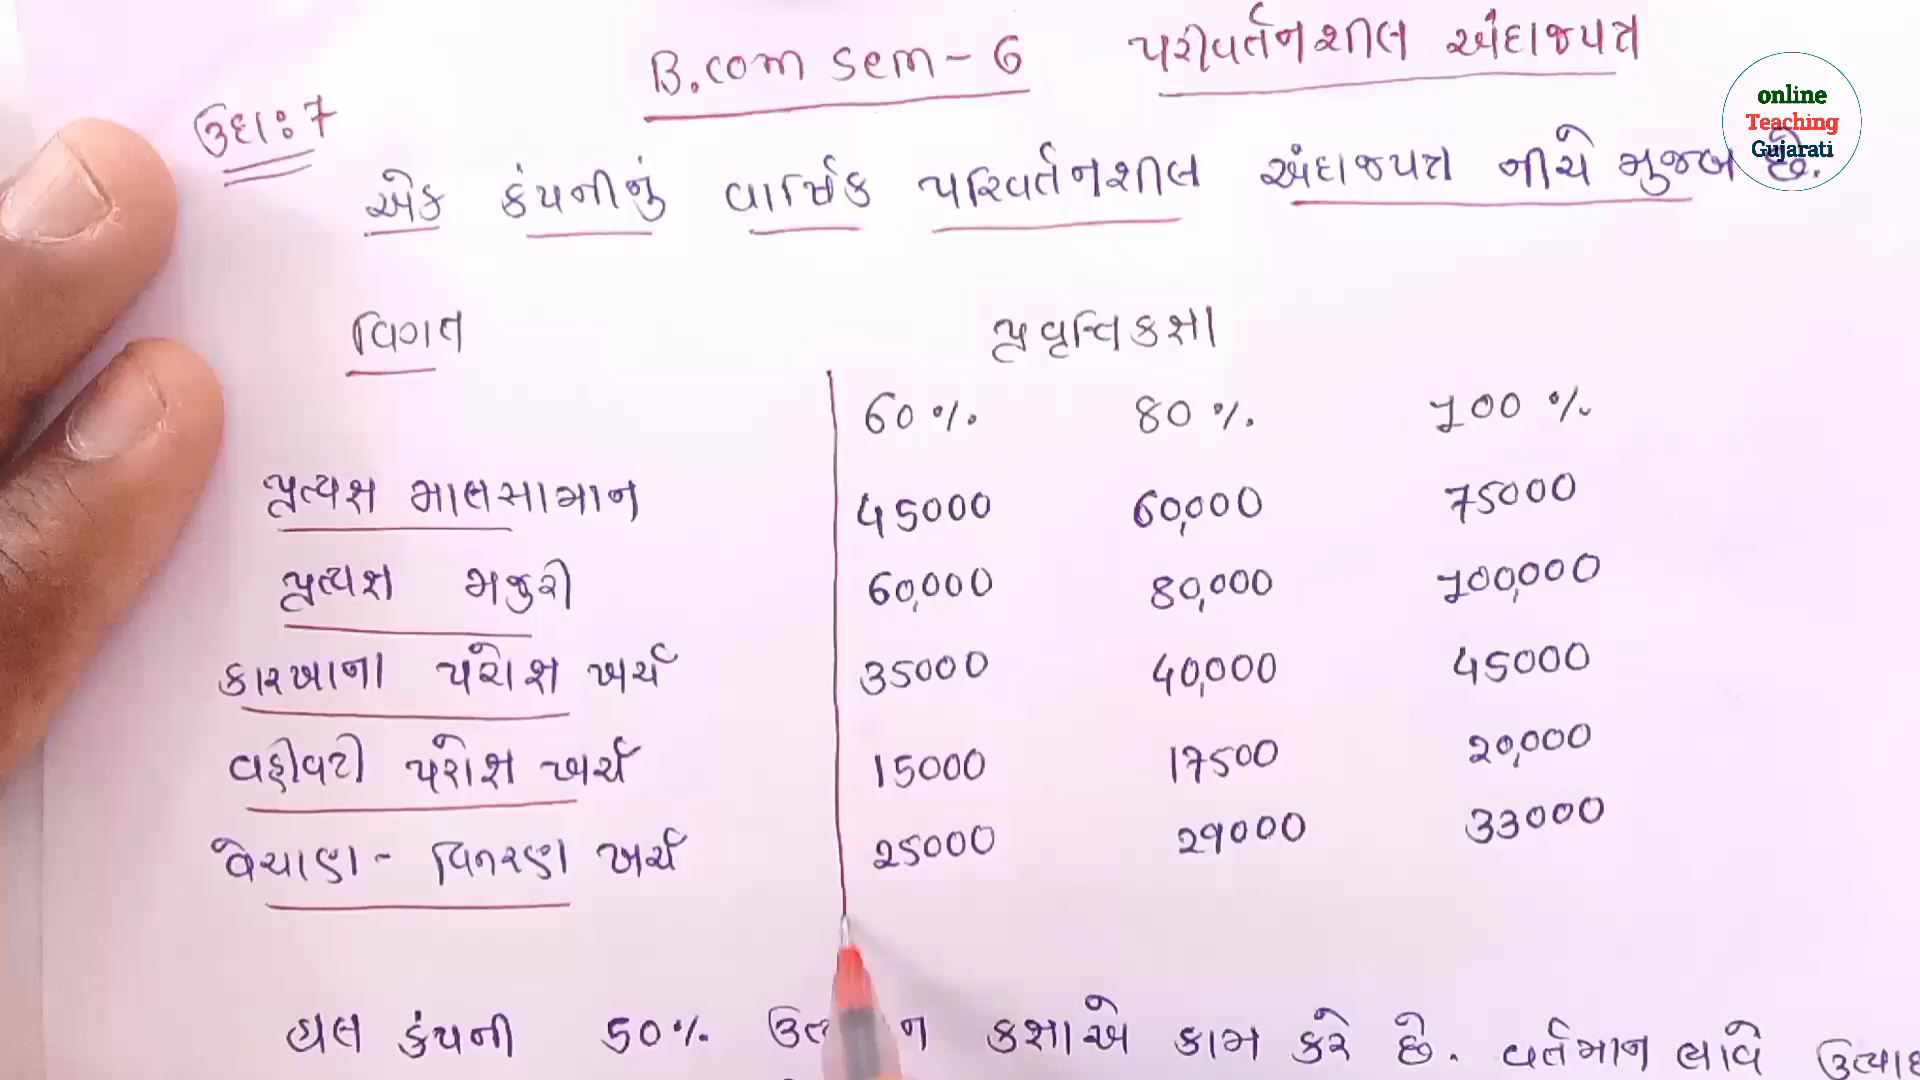 B.com sem-6 પરીવર્તનશીલ અંદાજપત્ર
online
Teaching
Gujarati
ઉદા: 7
એક કંપનીનું વાર્ષિક પરિવર્તનશીલ અંદાજપત્ર નીચે મુજબ છે.
વિગત પ્રવૃત્તિકક્ષા
60 % 80 % 100 %
પ્રત્યક્ષ માલસામાન 45000 60,000 75000
પ્રત્યક્ષ મજુરી 60,000 80,000 100,000
કારખાના પરોક્ષ ખર્ચ 35000 40,000 45000
વહીવટી પરોક્ષ ખર્ચ 15000 17500 20,000
વેચાણ - વિતરણ ખર્ચ 25000 29000 33000
હાલ કંપની 50% કક્ષાએ કામ કરે છે. વર્તમાન ભાવે